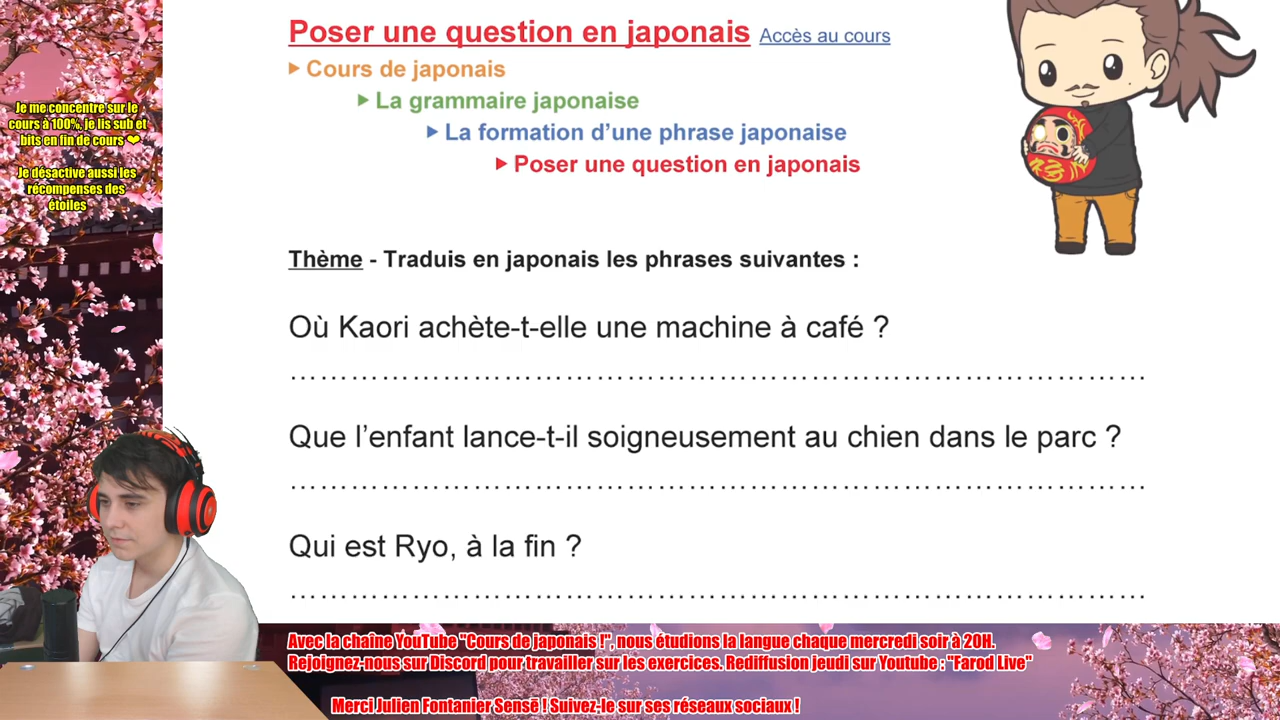 Poser une question en japonais Accès au cours
Cours de japonais
La grammaire japonaise
La formation d’une phrase japonaise
Poser une question en japonais
Je me concentre sur le
cours à 100%, je lis sub et
bits en fin de cours ❤
Je désactive aussi les
récompenses des
étoiles
Thème - Traduis en japonais les phrases suivantes :
Où Kaori achète-t-elle une machine à café ?
Que l’enfant lance-t-il soigneusement au chien dans le parc ?
Qui est Ryo, à la fin ?
Avec la chaîne YouTube "Cours de japonais !", nous étudions la langue chaque mercredi soir à 20H.
Rejoignez-nous sur Discord pour travailler sur les exercices. Rediffusion jeudi sur Youtube : "Farod Live"
Merci Julien Fontanier Sensë ! Suivez-le sur ses réseaux sociaux !